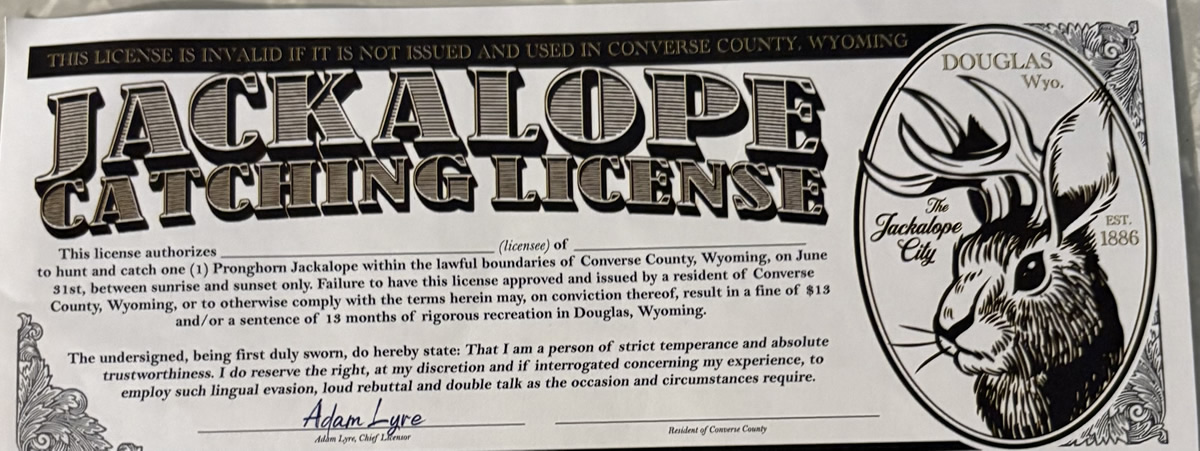 THIS LICENSE IS INVALID IF IT IS NOT ISSUED AND USED IN CONVERSE COUNTY, WYOMING
JACKALOPE
CATCHING LICENSE
This license authorizes ______ (licensee) of ______
to hunt and catch one (1) Pronghorn Jackalope within the lawful boundaries of Converse County, Wyoming, on June
31st, between sunrise and sunset only. Failure to have this license approved and issued by a resident of Converse
County, Wyoming, or to otherwise comply with the terms herein may, on conviction thereof, result in a fine of $13
and/or a sentence of 13 months of rigorous recreation in Douglas, Wyoming.
The undersigned, being first duly sworn, do hereby state: That I am a person of strict temperance and absolute
trustworthiness. I do reserve the right, at my discretion and if interrogated concerning my experience, to
employ such lingual evasion, loud rebuttal and double talk as the occasion and circumstances require.
Adam Lyre
Adam Lyre, Chief Licensor
Resident of Converse County
DOUGLAS
Wyo.
The
Jackalope
City
EST.
1886